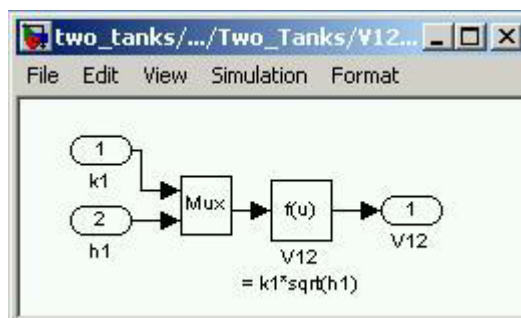 two_tanks/.../Two_Tanks/V12...
File Edit View Simulation Format
1
k1
2
h1
Mux
f(u)
V12
= k1*sqrt(h1)
1
V12